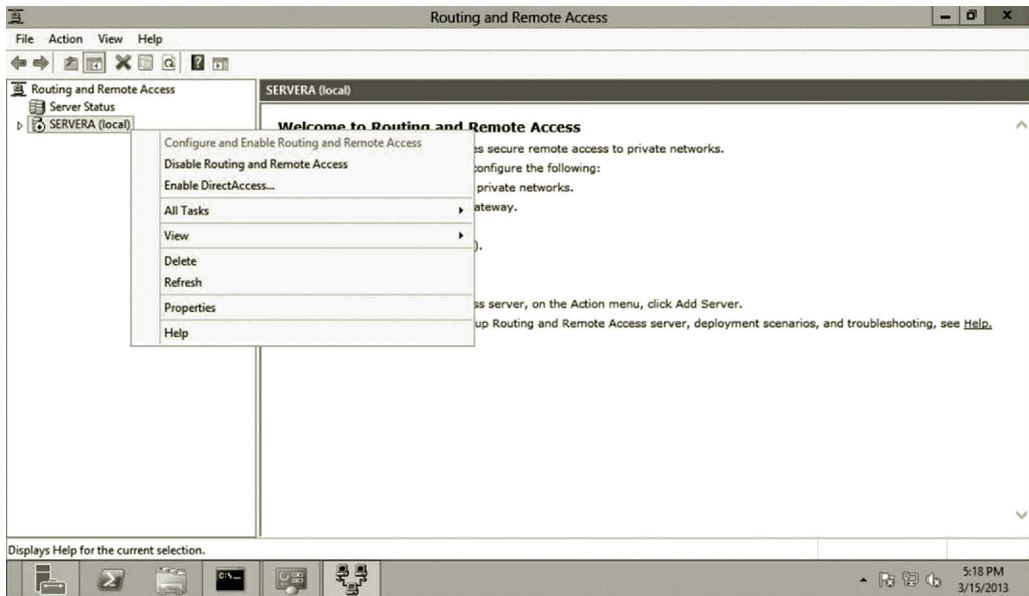 Routing and Remote Access
File Action View Help
Routing and Remote Access
Server Status
SERVERA (local)
SERVERA (local)
Welcome to Routing and Remote Access
es secure remote access to private networks.
configure the following:
private networks.
ateway.
).
ss server, on the Action menu, click Add Server.
up Routing and Remote Access server, deployment scenarios, and troubleshooting, see Help.
Configure and Enable Routing and Remote Access
Disable Routing and Remote Access
Enable DirectAccess...
All Tasks
View
Delete
Refresh
Properties
Help
Displays Help for the current selection.
5:18 PM
3/15/2013